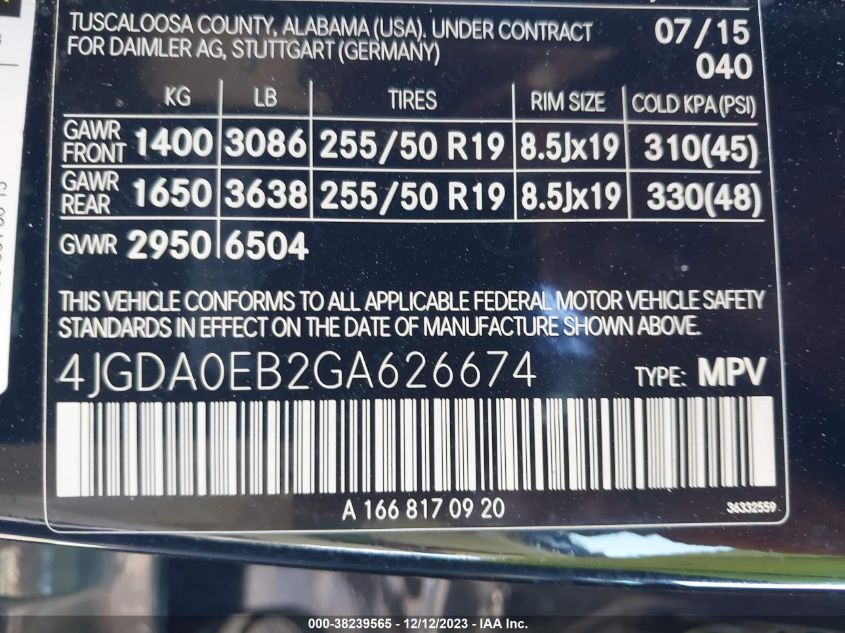 TUSCALOOSA COUNTY, ALABAMA (USA). UNDER CONTRACT 07/15
FOR DAIMLER AG, STUTTGART (GERMANY) 040
KG LB TIRES RIM SIZE COLD KPA (PSI)
GAWR FRONT 1400 3086 255/50 R19 8.5Jx19 310(45)
GAWR REAR 1650 3638 255/50 R19 8.5Jx19 330(48)
GVWR 2950 6504
THIS VEHICLE CONFORMS TO ALL APPLICABLE FEDERAL MOTOR VEHICLE SAFETY
STANDARDS IN EFFECT ON THE DATE OF MANUFACTURE SHOWN ABOVE.
4JGDA0EB2GA626674 TYPE: MPV
A 166 817 09 20 36332559
000-38239565 - 12/12/2023 - IAA Inc.